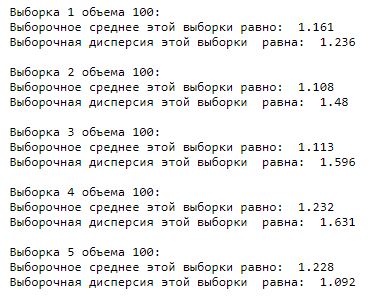 Выборка 1 объема 100:
Выборочное среднее этой выборки равно:  1.161
Выборочная дисперсия этой выборки  равна:  1.236

Выборка 2 объема 100:
Выборочное среднее этой выборки равно:  1.108
Выборочная дисперсия этой выборки  равна:  1.48

Выборка 3 объема 100:
Выборочное среднее этой выборки равно:  1.113
Выборочная дисперсия этой выборки  равна:  1.596

Выборка 4 объема 100:
Выборочное среднее этой выборки равно:  1.232
Выборочная дисперсия этой выборки  равна:  1.631

Выборка 5 объема 100:
Выборочное среднее этой выборки равно:  1.228
Выборочная дисперсия этой выборки  равна:  1.092